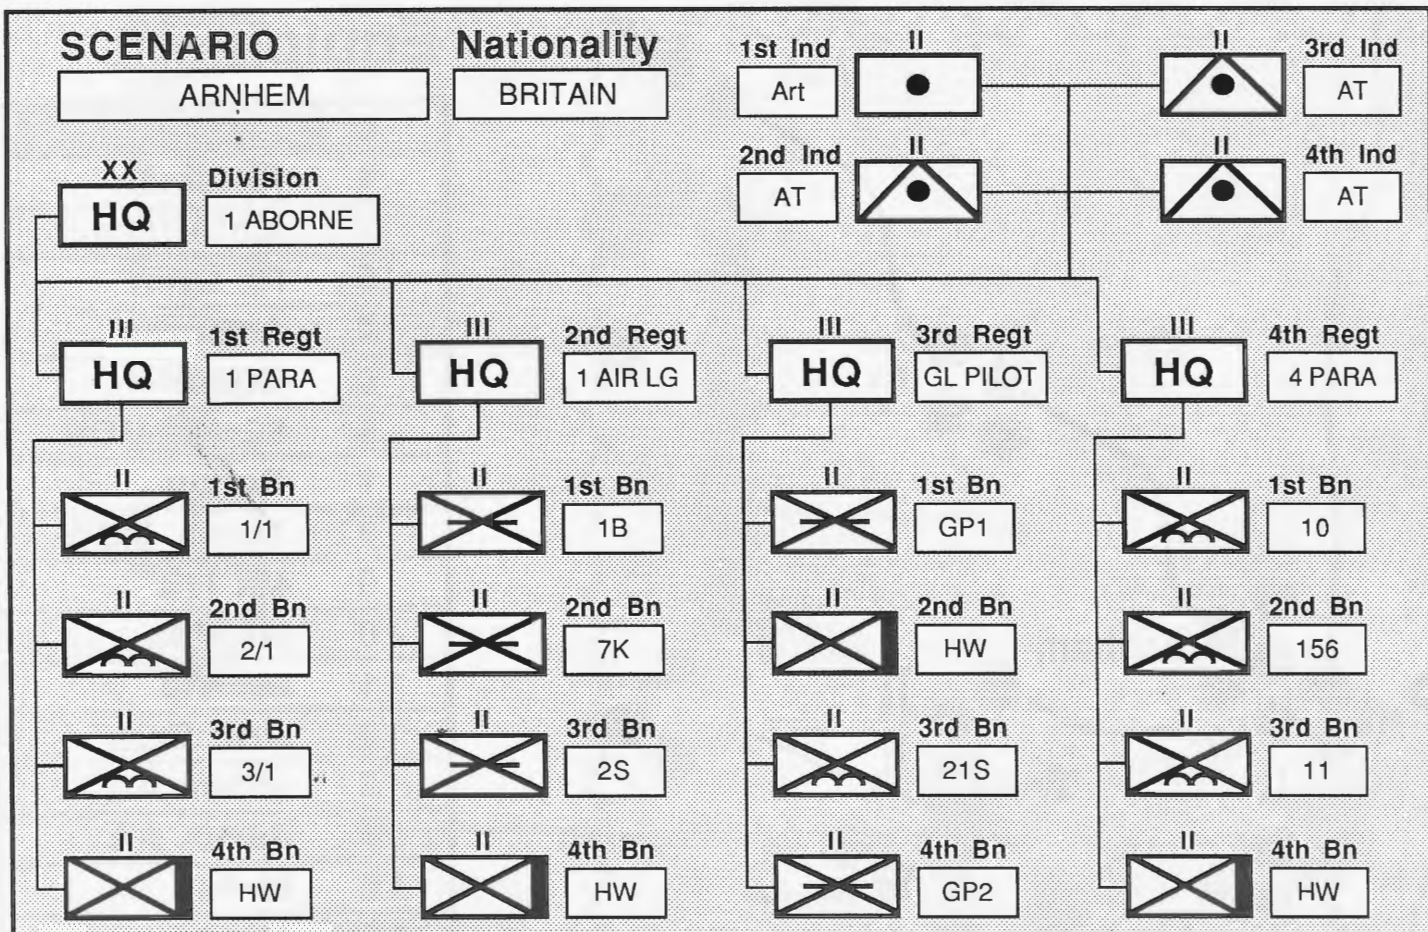 SCENARIO Nationality
ARNHEM BRITAIN
1st Ind II II 3rd Ind
Art AT
2nd Ind II II 4th Ind
AT AT
XX Division
HQ 1 ABORNE
III 1st Regt III 2nd Regt III 3rd Regt III 4th Regt
HQ 1 PARA HQ 1 AIR LG HQ GL PILOT HQ 4 PARA
II 1st Bn II 1st Bn II 1st Bn II 1st Bn
1/1 1B GP1 10
II 2nd Bn II 2nd Bn II 2nd Bn II 2nd Bn
2/1 7K HW 156
II 3rd Bn II 3rd Bn II 3rd Bn II 3rd Bn
3/1 2S 21S 11
II 4th Bn II 4th Bn II 4th Bn II 4th Bn
HW HW GP2 HW